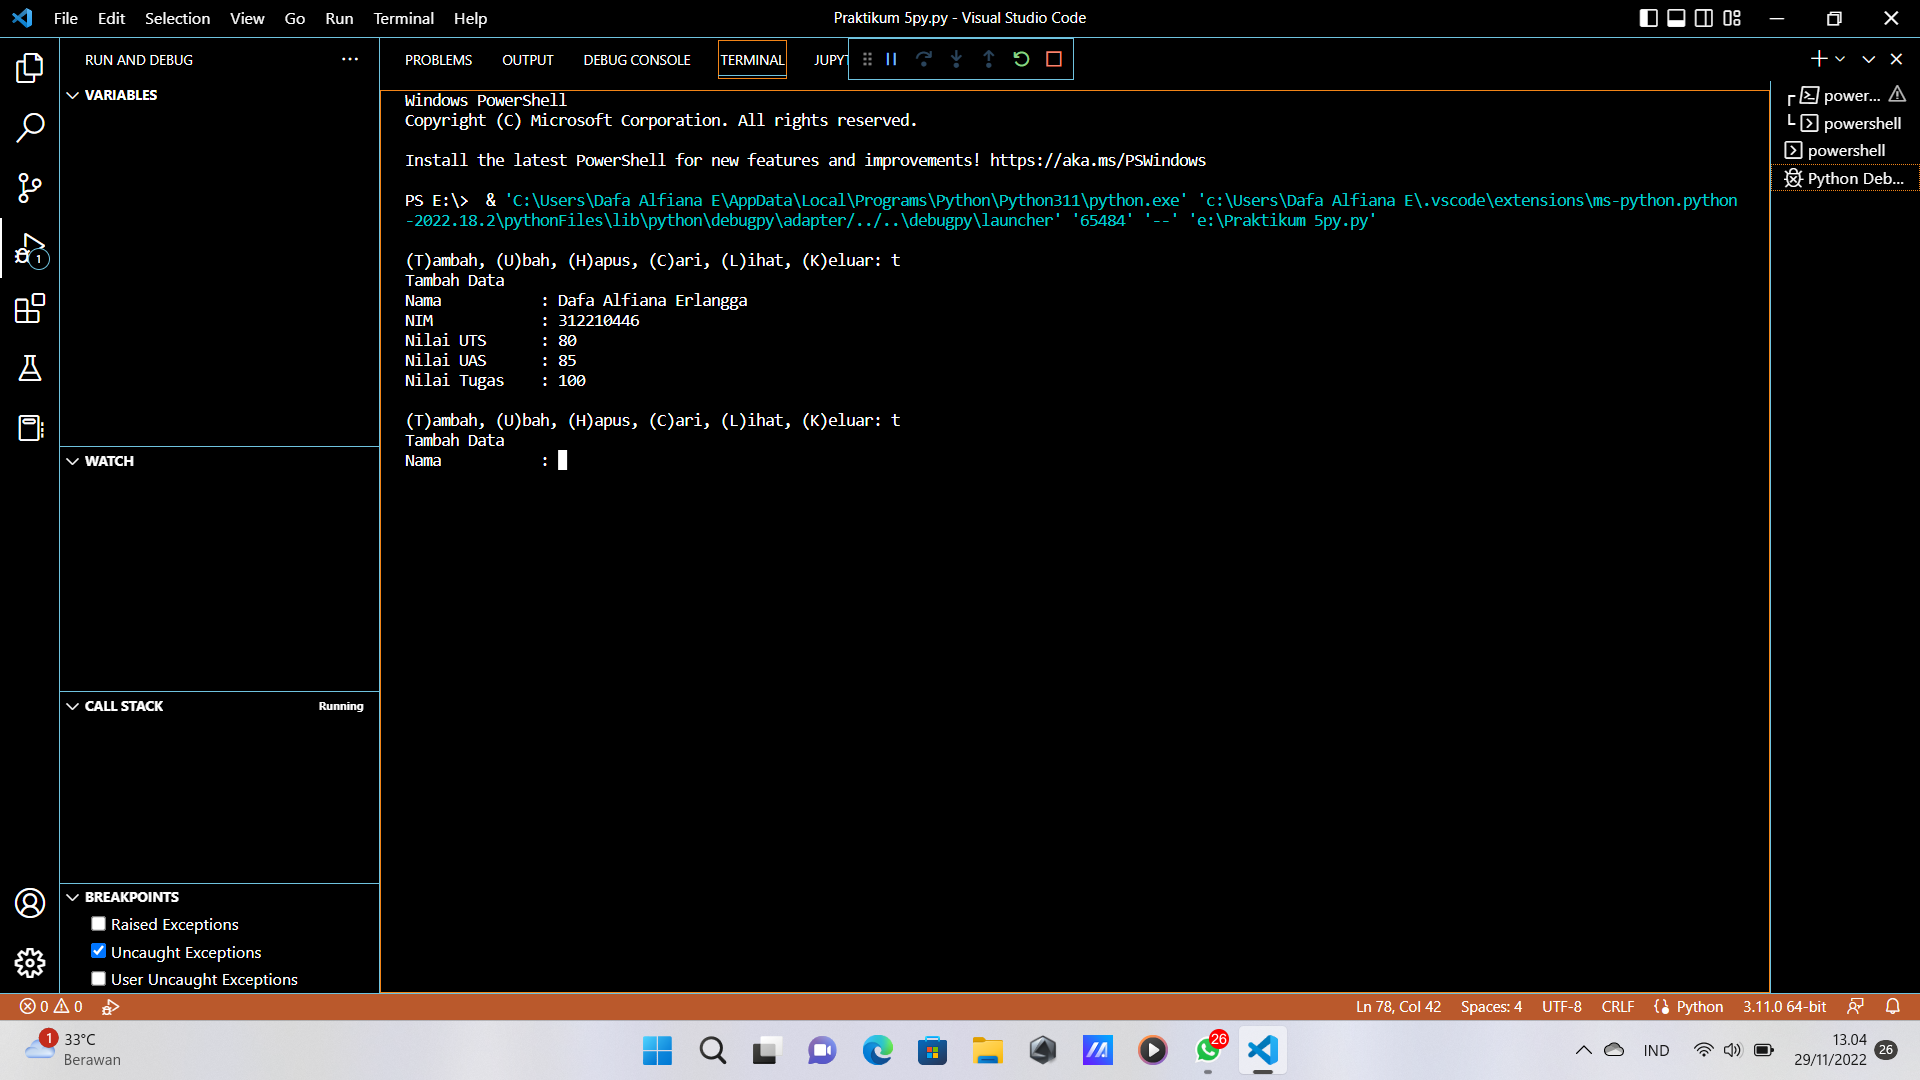 File Edit Selection View Go Run Terminal Help
Praktikum 5py.py - Visual Studio Code
RUN AND DEBUG ...
PROBLEMS OUTPUT DEBUG CONSOLE TERMINAL JUPYT
VARIABLES
Windows PowerShell
Copyright (C) Microsoft Corporation. All rights reserved.
Install the latest PowerShell for new features and improvements! https://aka.ms/PSWindows
PS E:\> & 'C:\Users\Dafa Alfiana E\AppData\Local\Programs\Python\Python311\python.exe' 'c:\Users\Dafa Alfiana E\.vscode\extensions\ms-python.python
-2022.18.2\pythonFiles\lib\python\debugpy\adapter/../..\debugpy\launcher' '65484' '--' 'e:\Praktikum 5py.py'
(T)ambah, (U)bah, (H)apus, (C)ari, (L)ihat, (K)eluar: t
Tambah Data
Nama : Dafa Alfiana Erlangga
NIM : 312210446
Nilai UTS : 80
Nilai UAS : 85
Nilai Tugas : 100
(T)ambah, (U)bah, (H)apus, (C)ari, (L)ihat, (K)eluar: t
Tambah Data
Nama :
power...
powershell
powershell
Python Deb...
1
WATCH
CALL STACK Running
BREAKPOINTS
Raised Exceptions
Uncaught Exceptions
User Uncaught Exceptions
0 0
Ln 78, Col 42 Spaces: 4 UTF-8 CRLF Python 3.11.0 64-bit
1
33°C
Berawan
26
IND
13.04
29/11/2022
26